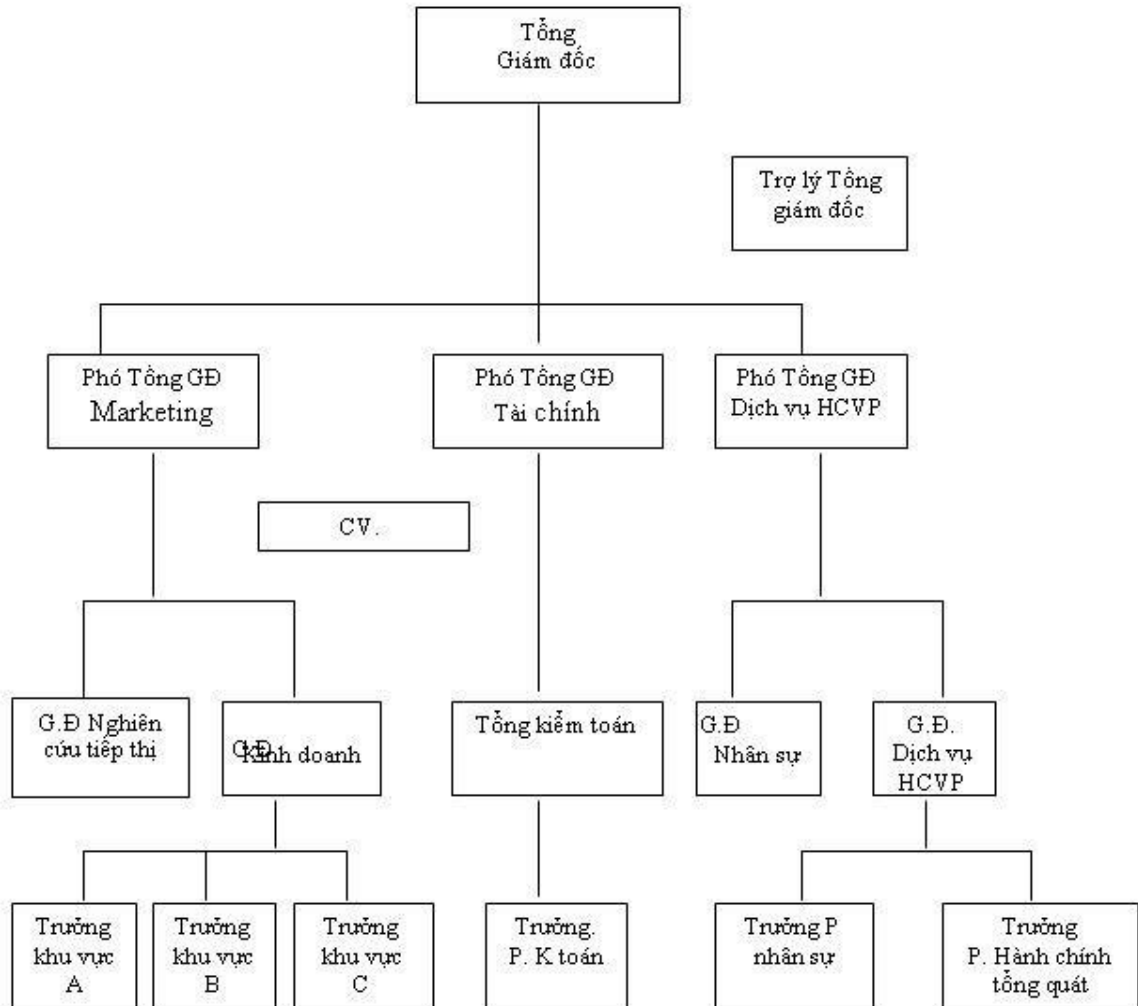 Tổng
Giám đốc
Trợ lý Tổng
giám đốc
Phó Tổng GĐ
Marketing
Phó Tổng GĐ
Tài chính
Phó Tổng GĐ
Dịch vụ HCVP
CV.
G.Đ Nghiên
cứu tiếp thị
G.Đ
Kinh doanh
Tổng kiểm toán
G.Đ
Nhân sự
G.Đ.
Dịch vụ
HCVP
Trưởng
khu vực
A
Trưởng
khu vực
B
Trưởng
khu vực
C
Trưởng.
P. K toán
Trưởng P
nhân sự
Trưởng
P. Hành chính
tổng quát